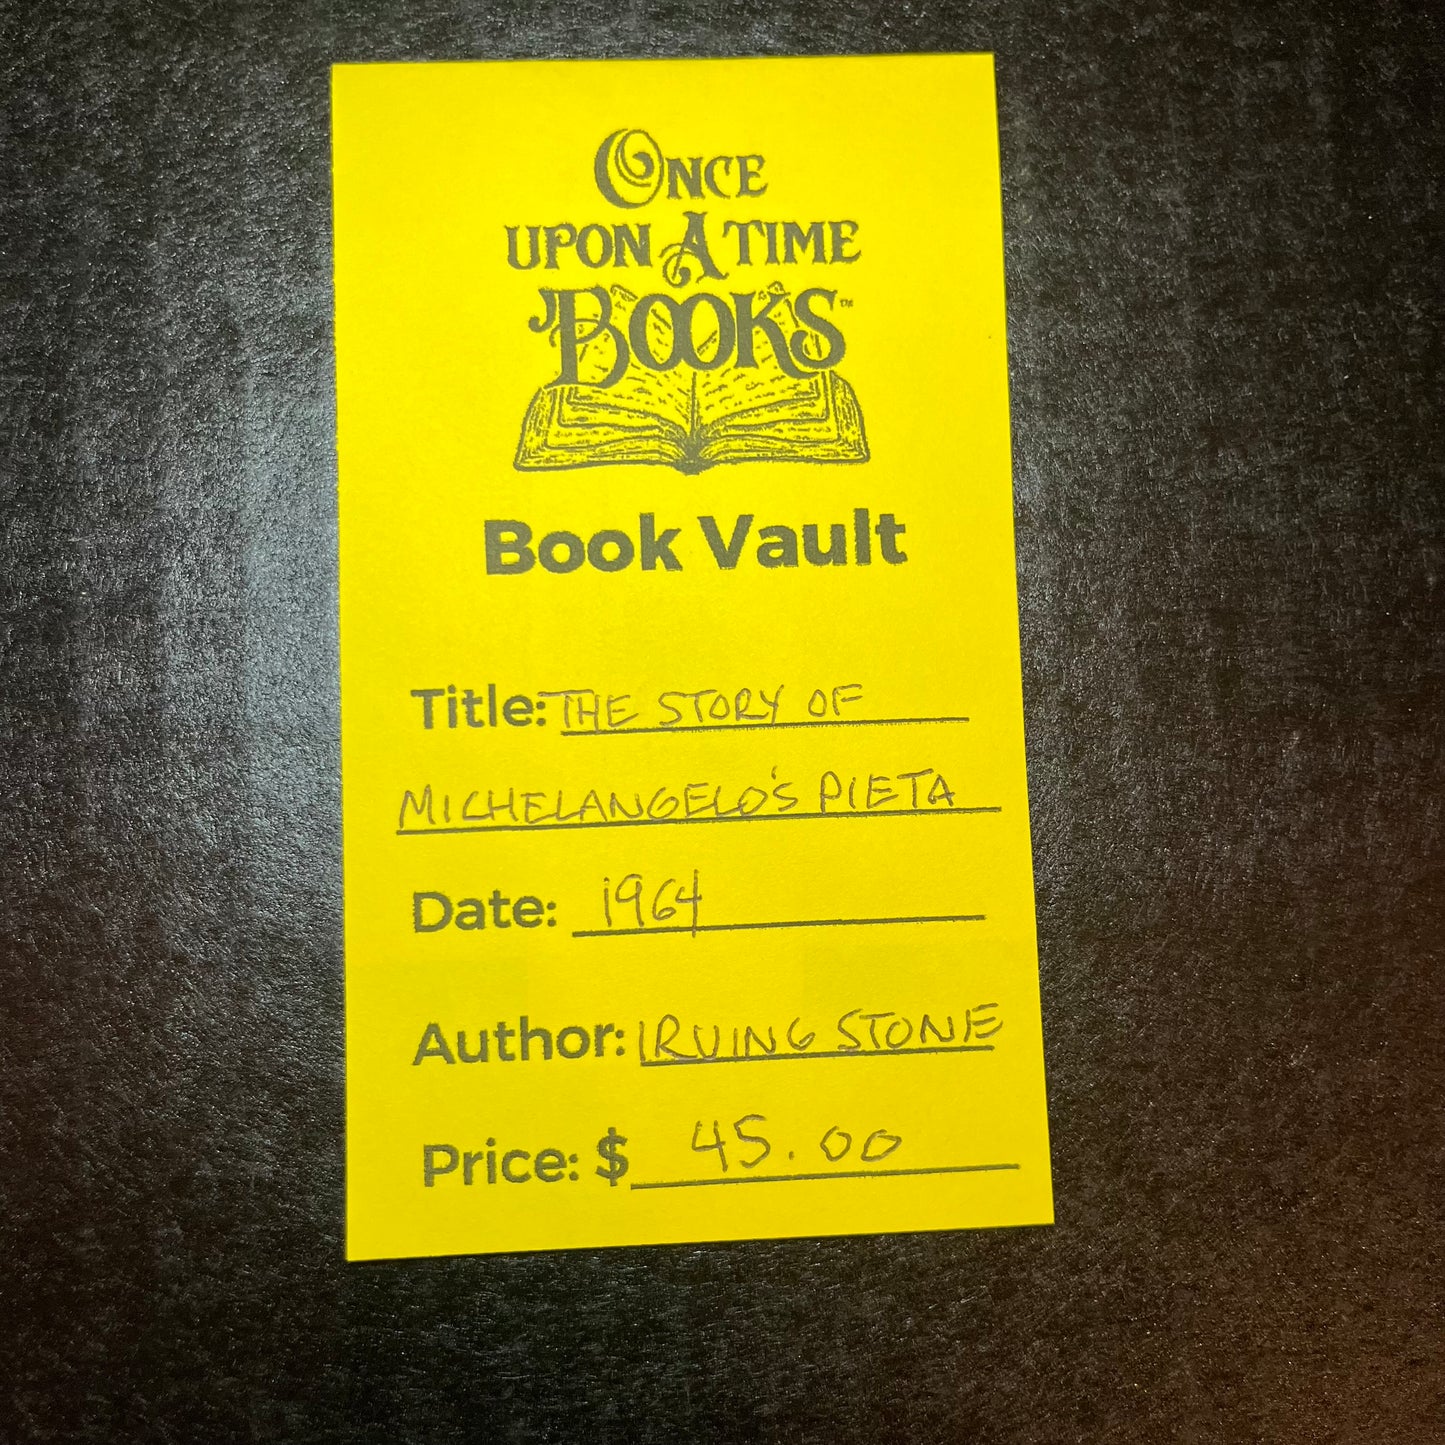 ONCE
UPON A TIME
BOOKS™
Book Vault
Title: THE STORY OF
MICHELANGELO'S PIETA
Date: 1964
Author: IRVING STONE
Price: $ 45.00